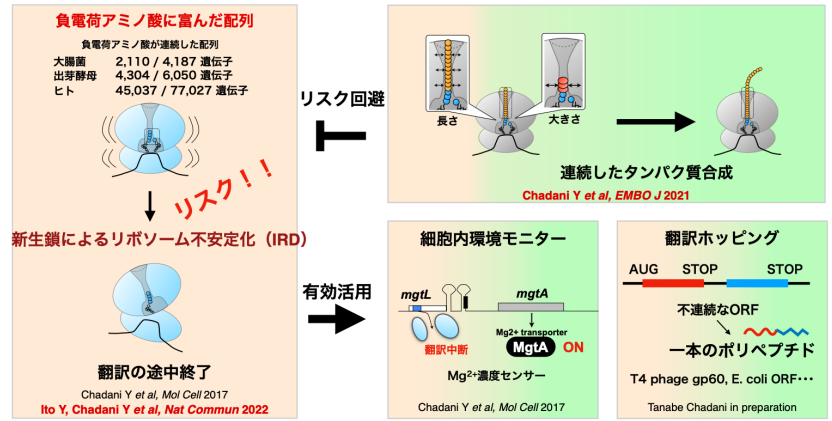 負電荷アミノ酸に富んだ配列
負電荷アミノ酸が連続した配列
大腸菌 2,110 / 4,187 遺伝子
出芽酵母 4,304 / 6,050 遺伝子
ヒト 45,037 / 77,027 遺伝子
リスク！！
新生鎖によるリボソーム不安定化（IRD）
翻訳の途中終了
Chadani Y et al, Mol Cell 2017
Ito Y, Chadani Y et al, Nat Commun 2022
リスク回避
長さ
大きさ
連続したタンパク質合成
Chadani Y et al, EMBO J 2021
有効活用
細胞内環境モニター
mgtL
mgtA
翻訳中断
Mg2+ transporter
MgtA ON
Mg2+濃度センサー
Chadani Y et al, Mol Cell 2017
翻訳ホッピング
AUG STOP STOP
不連続なORF
一本のポリペプチド
T4 phage gp60, E. coli ORF･･･
Tanabe Chadani in preparation